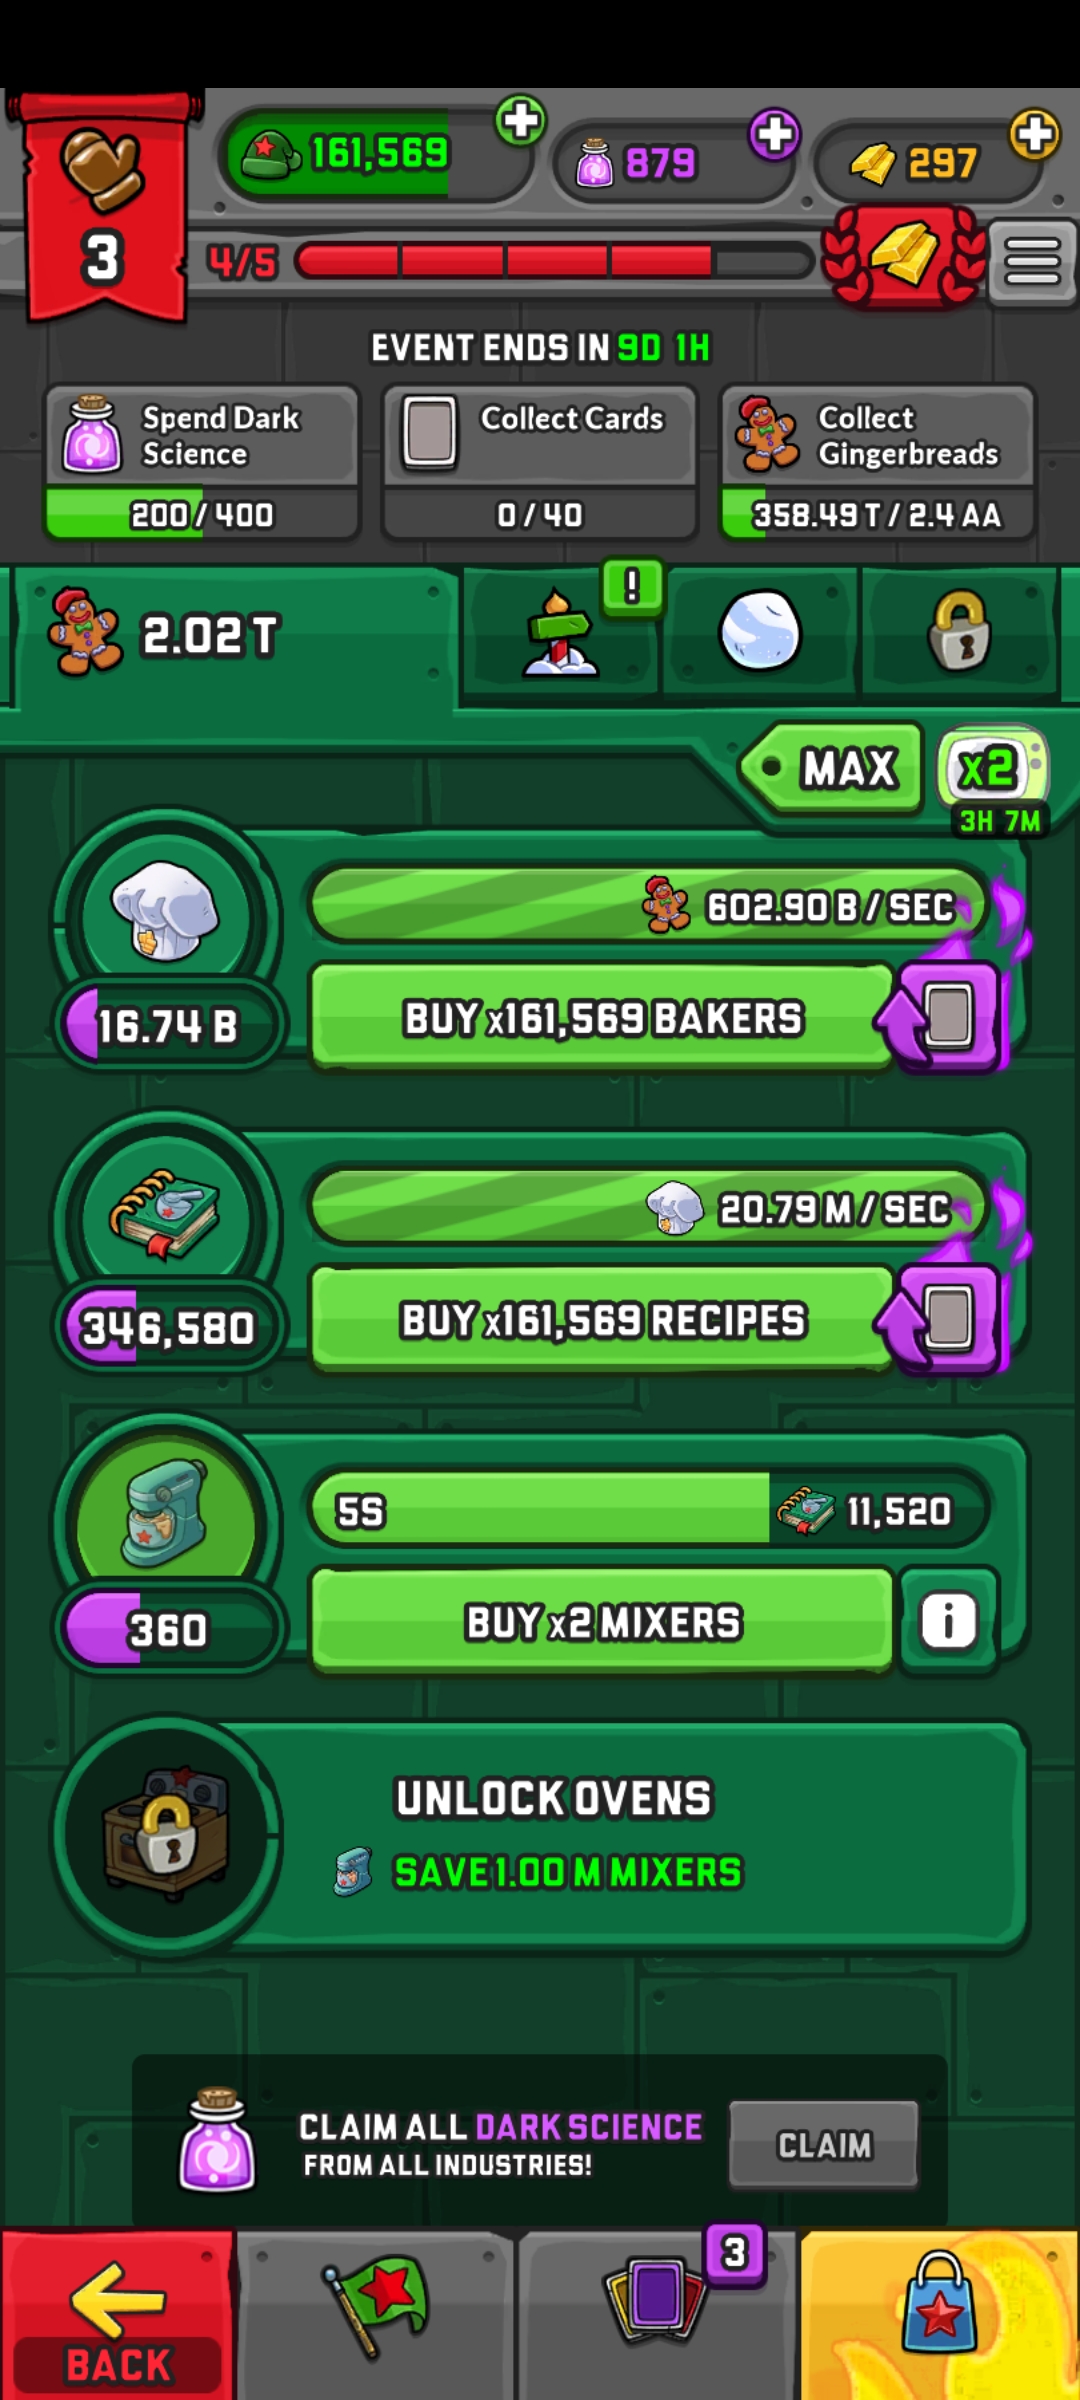 161,569
879
297
3
4/5
EVENT ENDS IN 9D 1H
Spend Dark
Science
200 / 400
Collect Cards
0 / 40
Collect
Gingerbreads
358.49 T / 2.4 AA
2.02 T
!
MAX
x2
3H 7M
602.90 B / SEC
16.74 B
BUY x161,569 BAKERS
20.79 M / SEC
346,580
BUY x161,569 RECIPES
5S
11,520
360
BUY x2 MIXERS
i
UNLOCK OVENS
SAVE 1.00 M MIXERS
CLAIM ALL DARK SCIENCE
FROM ALL INDUSTRIES!
CLAIM
3
BACK